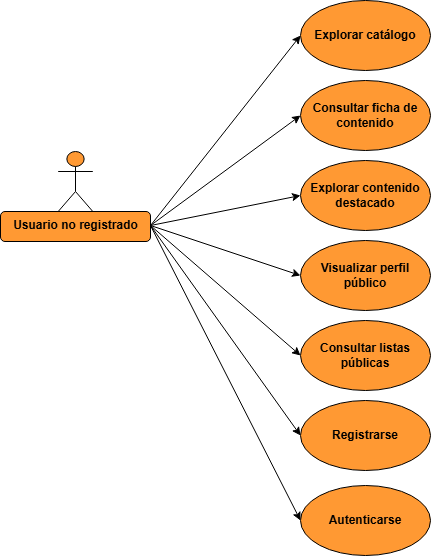 Explorar catálogo
Consultar ficha de
contenido
Explorar contenido
destacado
Usuario no registrado
Visualizar perfil
público
Consultar listas
públicas
Registrarse
Autenticarse